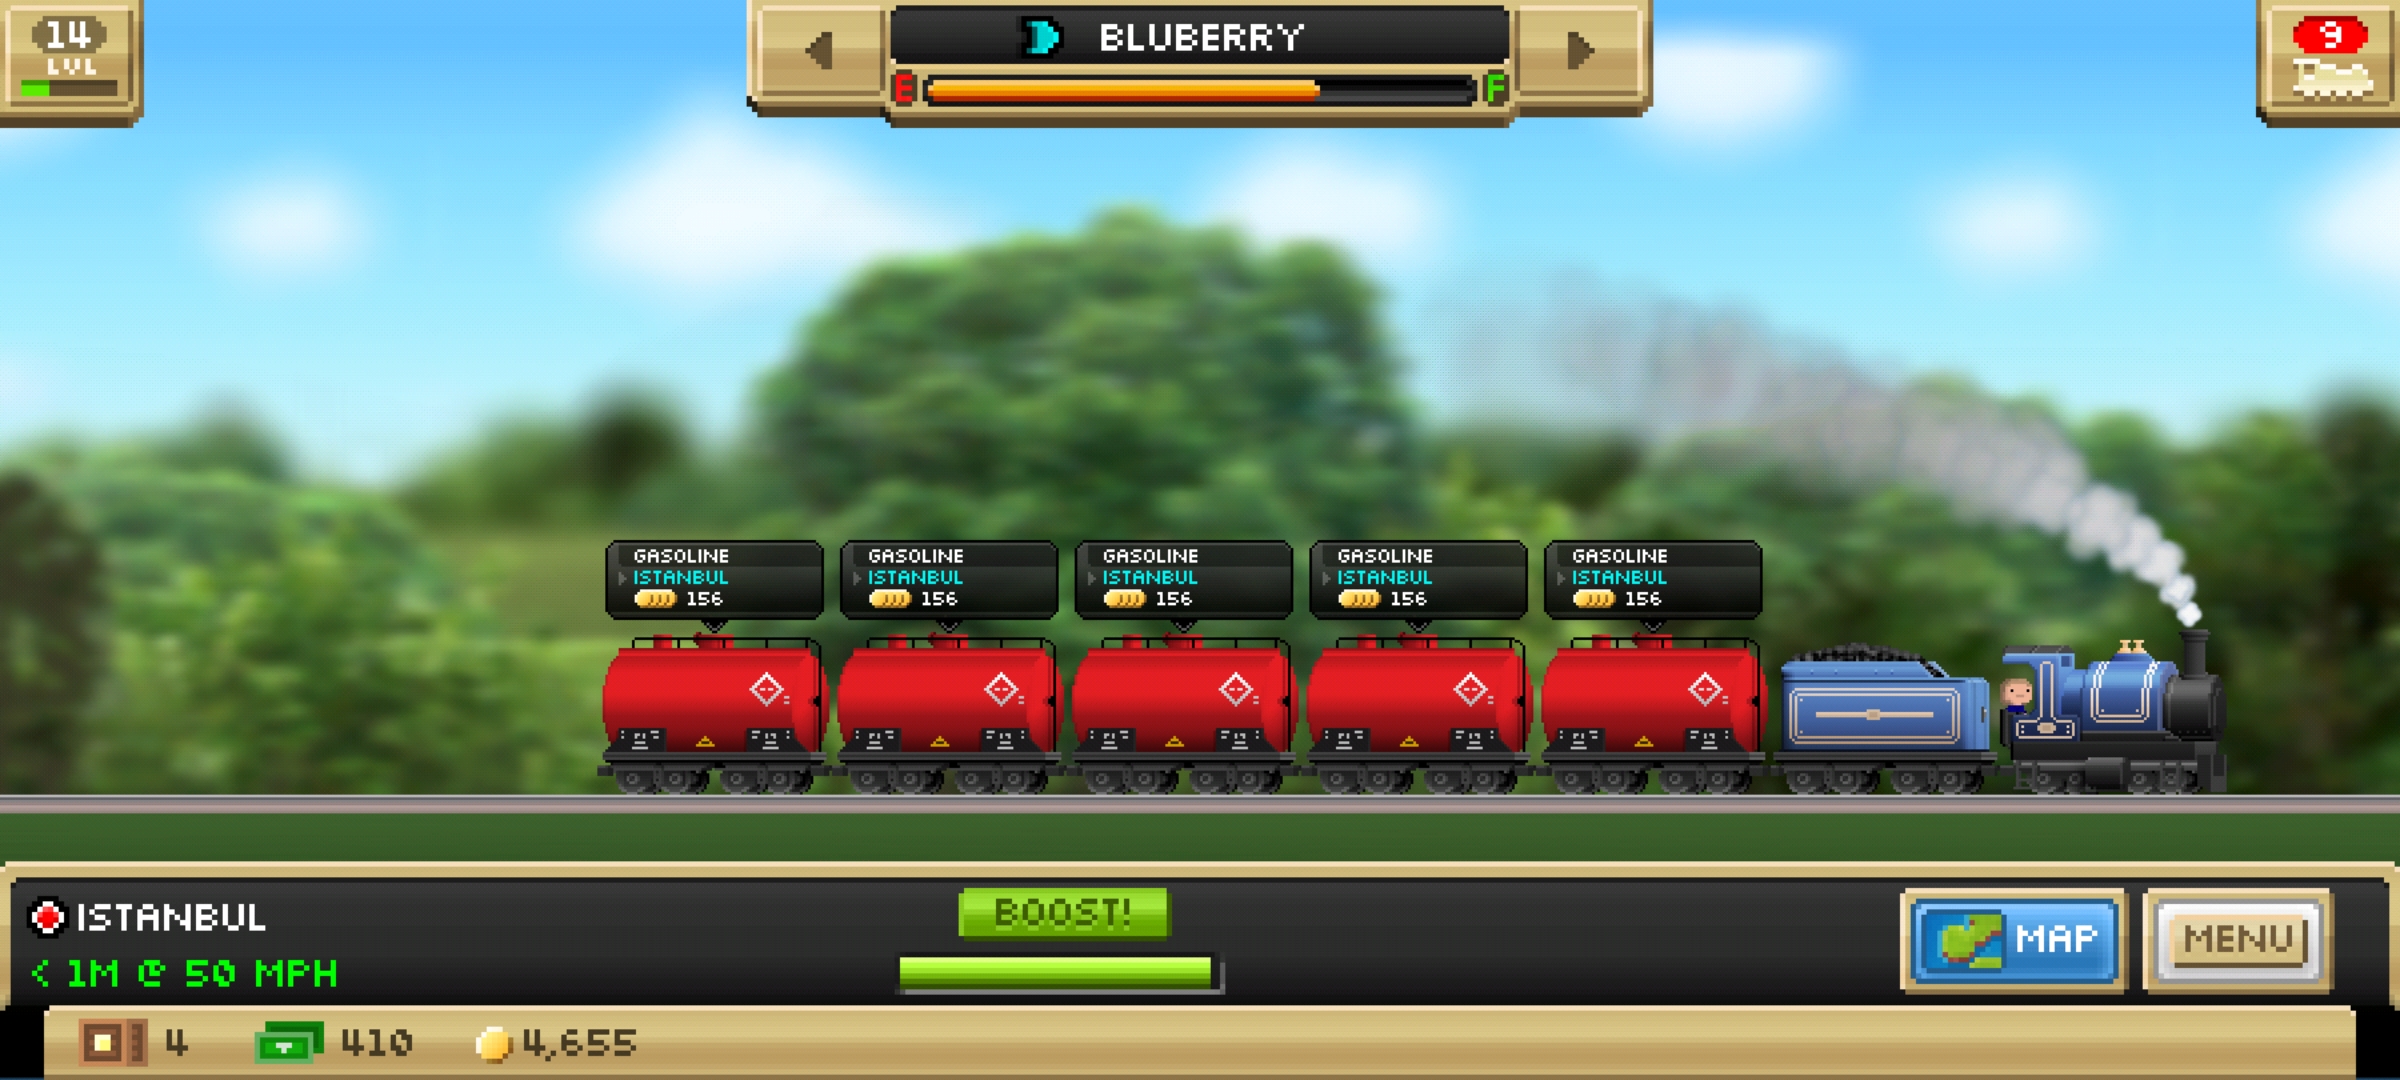 14
LVL
BLUBERRY
E F
9
GASOLINE
ISTANBUL
156
GASOLINE
ISTANBUL
156
GASOLINE
ISTANBUL
156
GASOLINE
ISTANBUL
156
GASOLINE
ISTANBUL
156
ISTANBUL
< 1M @ 50 MPH
BOOST!
MAP
MENU
4
410
4,655